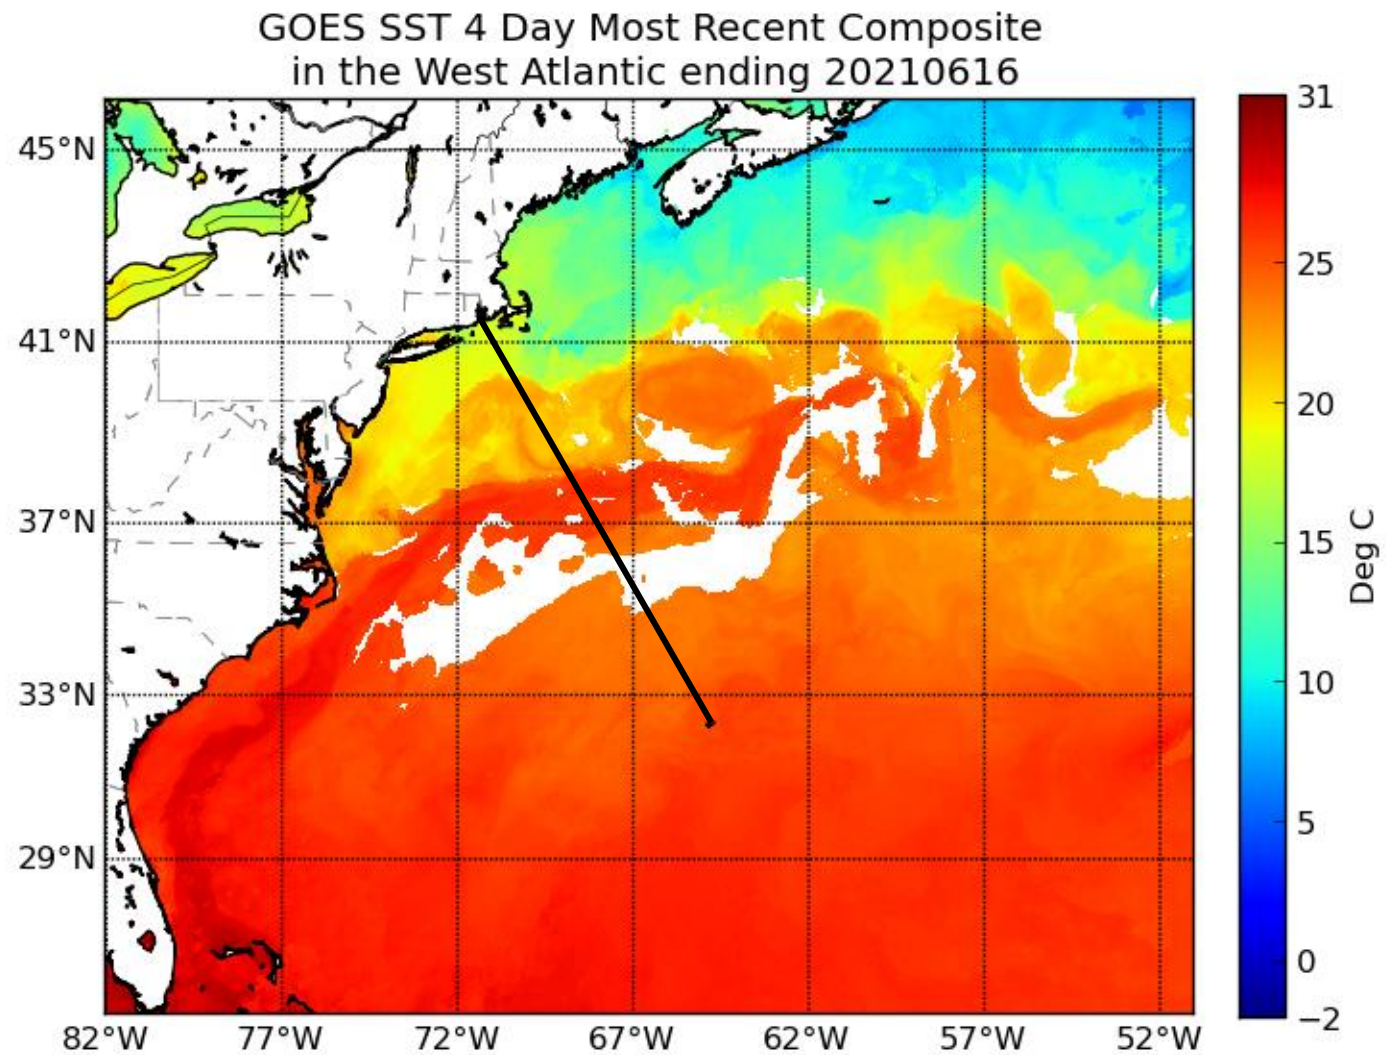 GOES SST 4 Day Most Recent Composite
in the West Atlantic ending 20210616
45°N
41°N
37°N
33°N
29°N
82°W 77°W 72°W 67°W 62°W 57°W 52°W
31
25
20
15
10
5
0
−2
Deg C